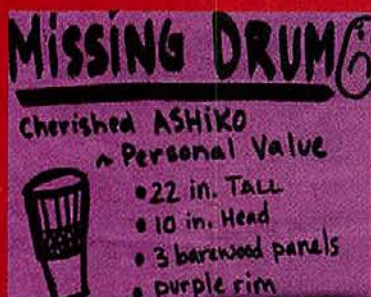 MISSING DRUM
Cherished ASHIKO
~ Personal Value
• 22 in. TALL
• 10 in. Head
• 3 barewood panels
• purple rim